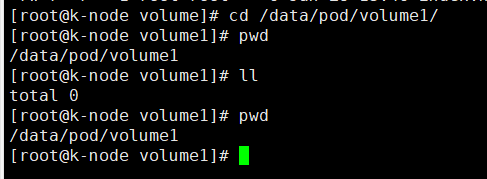 [root@k-node volume]# cd /data/pod/volume1/
[root@k-node volume1]# pwd
/data/pod/volume1
[root@k-node volume1]# ll
total 0
[root@k-node volume1]# pwd
/data/pod/volume1
[root@k-node volume1]#